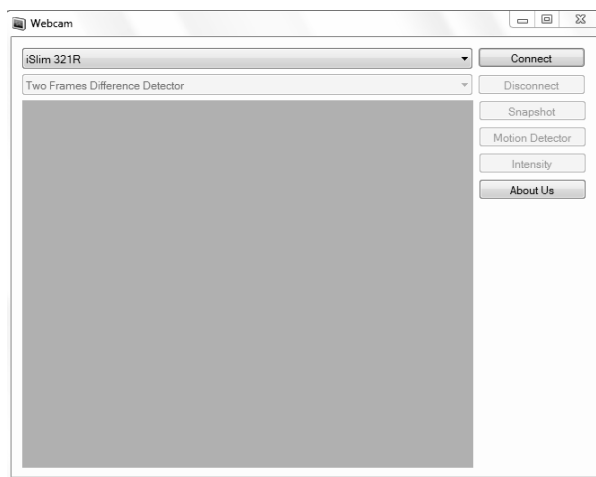 Webcam
iSlim 321R
Connect
Two Frames Difference Detector
Disconnect
Snapshot
Motion Detector
Intensity
About Us